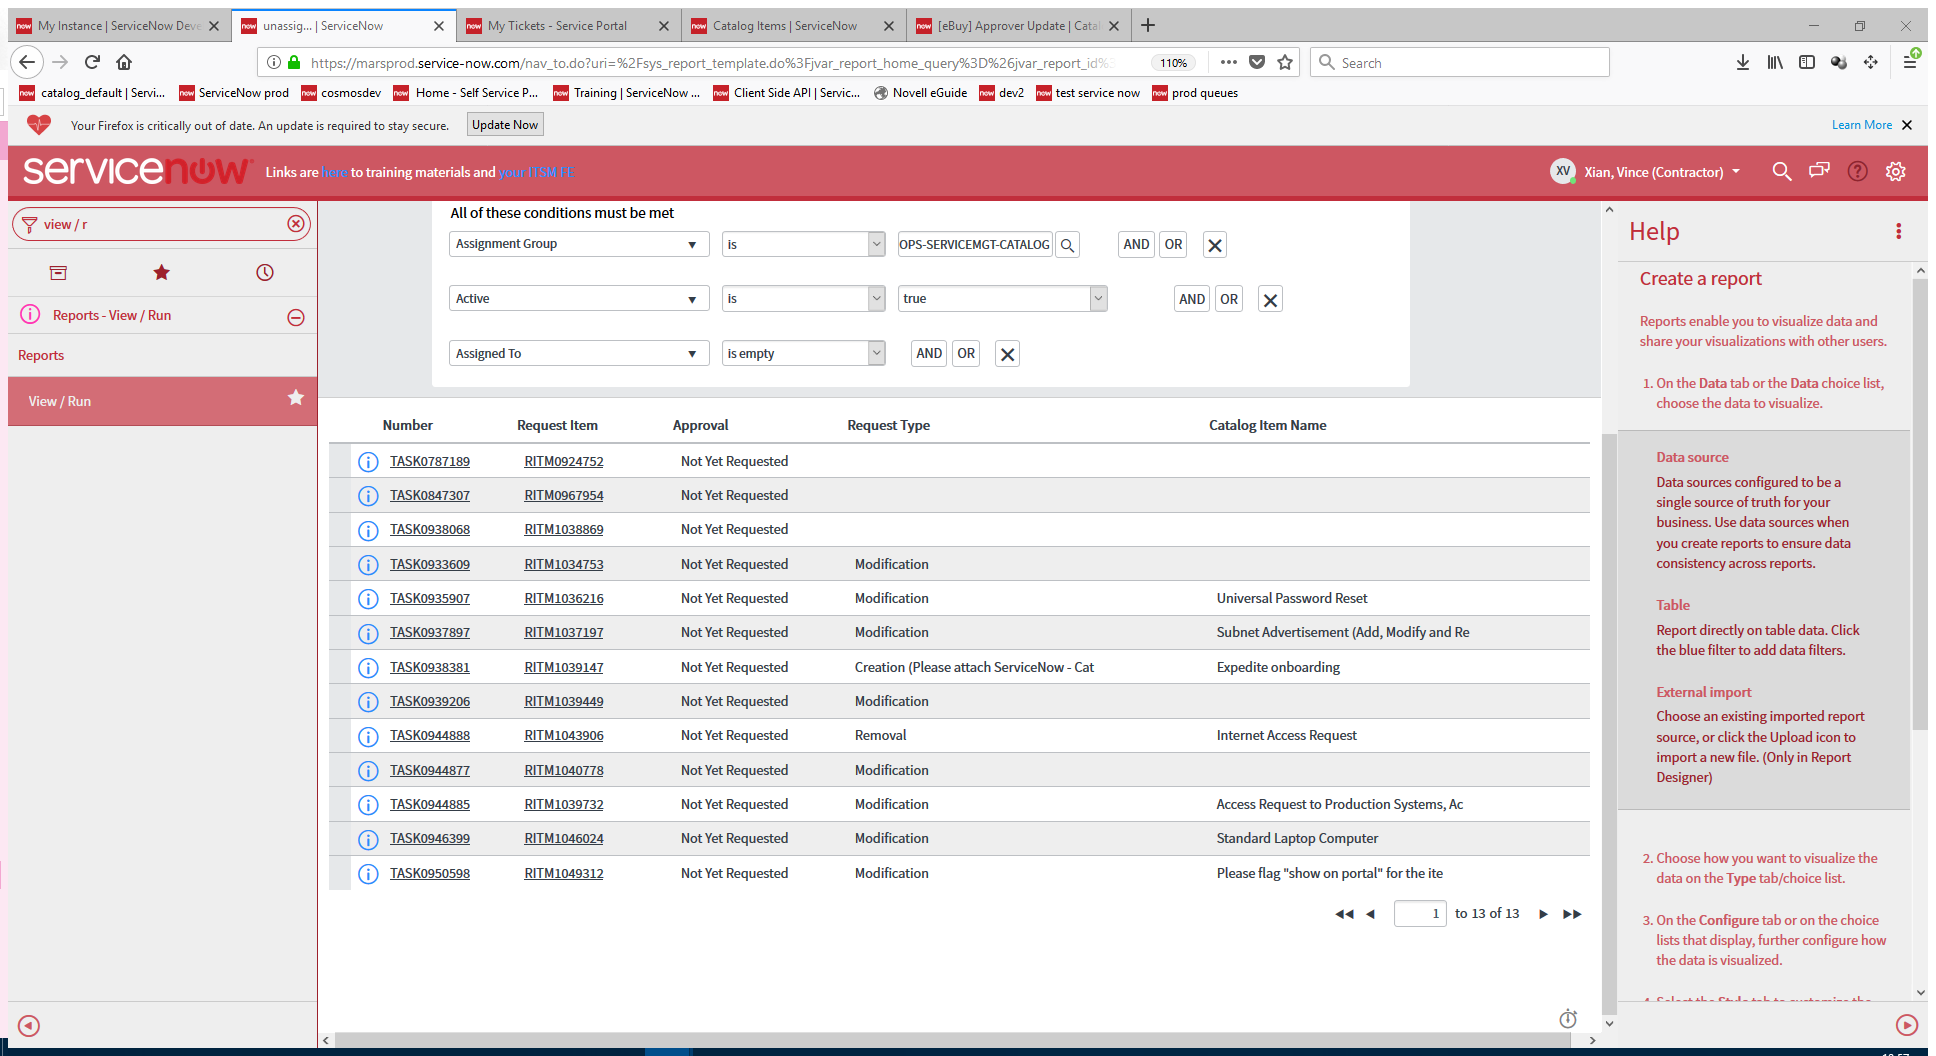 My Instance | ServiceNow Deve
unassig... | ServiceNow
My Tickets - Service Portal
Catalog Items | ServiceNow
[eBuy] Approver Update | Catal
https://marsprod.service-now.com/nav_to.do?uri=%2Fsys_report_template.do%3Fjvar_report_home_query%3D%26jvar_report_id%3
110%
Search
catalog_default | Servi...
ServiceNow prod
cosmosdev
Home - Self Service P...
Training | ServiceNow ...
Client Side API | Servic...
Novell eGuide
dev2
test service now
prod queues
Your Firefox is critically out of date. An update is required to stay secure.
Update Now
Learn More
servicenow
Links are here to training materials and your ITSM FE
XV
Xian, Vince (Contractor)
view / r
Reports - View / Run
Reports
View / Run
All of these conditions must be met
Assignment Group is OPS-SERVICEMGT-CATALOG AND OR
Active is true AND OR
Assigned To is empty AND OR
Number Request Item Approval Request Type Catalog Item Name
TASK0787189 RITM0924752 Not Yet Requested
TASK0847307 RITM0967954 Not Yet Requested
TASK0938068 RITM1038869 Not Yet Requested
TASK0933609 RITM1034753 Not Yet Requested Modification
TASK0935907 RITM1036216 Not Yet Requested Modification Universal Password Reset
TASK0937897 RITM1037197 Not Yet Requested Modification Subnet Advertisement (Add, Modify and Re
TASK0938381 RITM1039147 Not Yet Requested Creation (Please attach ServiceNow - Cat Expedite onboarding
TASK0939206 RITM1039449 Not Yet Requested Modification
TASK0944888 RITM1043906 Not Yet Requested Removal Internet Access Request
TASK0944877 RITM1040778 Not Yet Requested Modification
TASK0944885 RITM1039732 Not Yet Requested Modification Access Request to Production Systems, Ac
TASK0946399 RITM1046024 Not Yet Requested Modification Standard Laptop Computer
TASK0950598 RITM1049312 Not Yet Requested Modification Please flag "show on portal" for the ite
1 to 13 of 13
Help
Create a report
Reports enable you to visualize data and
share your visualizations with other users.
1. On the Data tab or the Data choice list,
choose the data to visualize.
Data source
Data sources configured to be a
single source of truth for your
business. Use data sources when
you create reports to ensure data
consistency across reports.
Table
Report directly on table data. Click
the blue filter to add data filters.
External import
Choose an existing imported report
source, or click the Upload icon to
import a new file. (Only in Report
Designer)
2. Choose how you want to visualize the
data on the Type tab/choice list.
3. On the Configure tab or on the choice
lists that display, further configure how
the data is visualized.
4. Select the Style tab to customize the